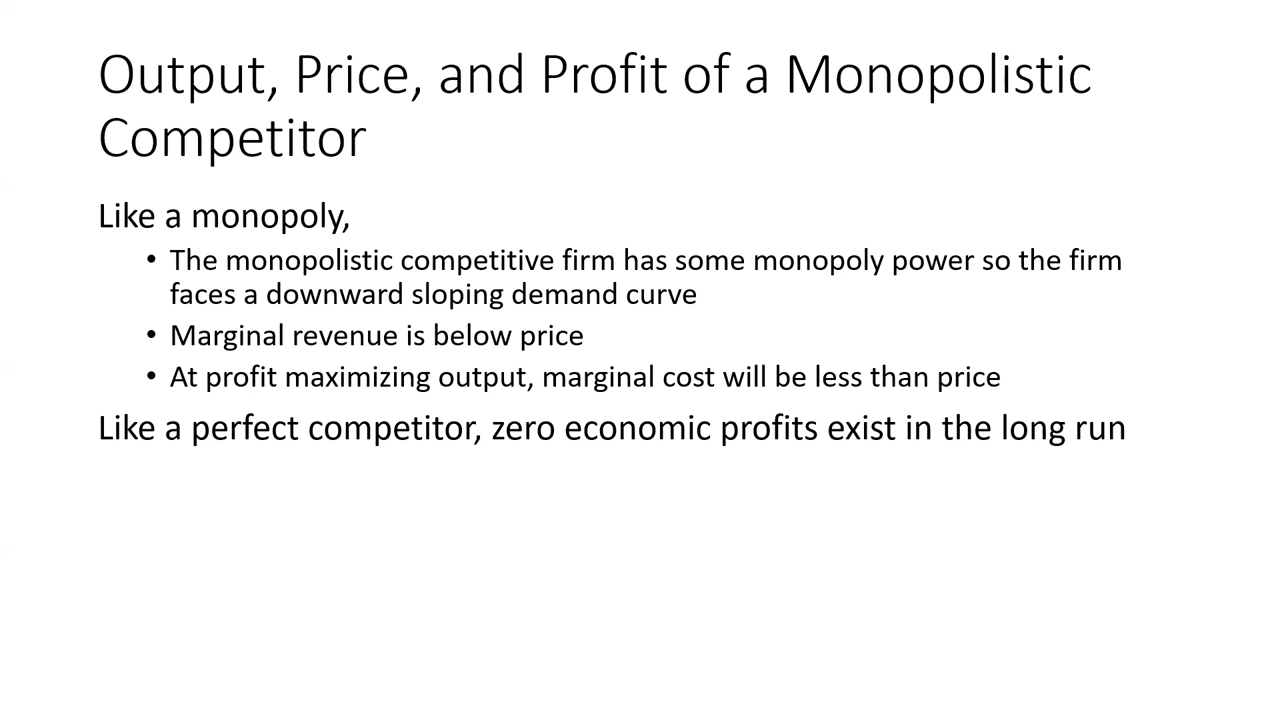 Output, Price, and Profit of a Monopolistic
Competitor
Like a monopoly,
• The monopolistic competitive firm has some monopoly power so the firm
faces a downward sloping demand curve
• Marginal revenue is below price
• At profit maximizing output, marginal cost will be less than price
Like a perfect competitor, zero economic profits exist in the long run